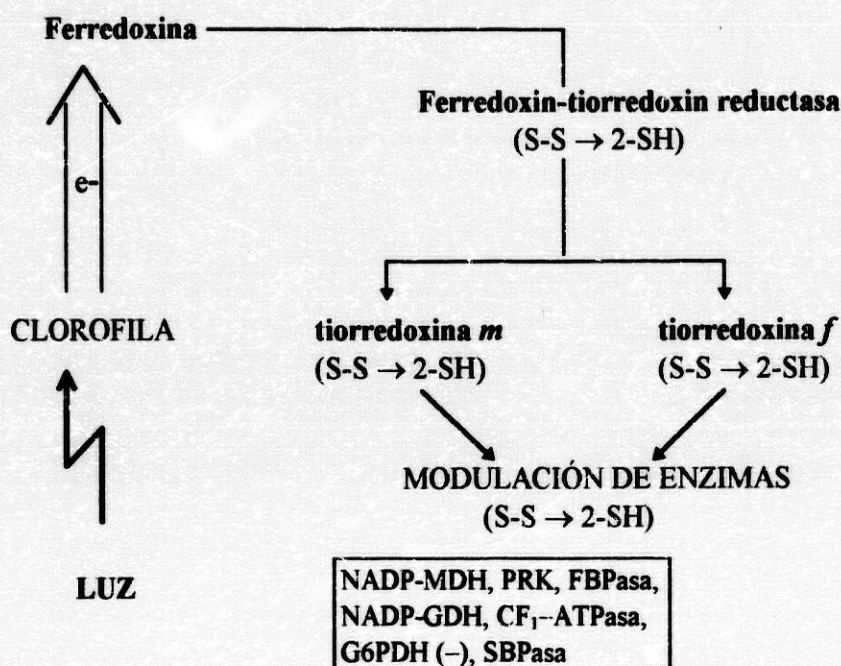 Ferredoxina
Ferredoxin-tiorredoxin reductasa
(S-S → 2-SH)
e-
CLOROFILA
tiorredoxina m
(S-S → 2-SH)
tiorredoxina f
(S-S → 2-SH)
MODULACIÓN DE ENZIMAS
(S-S → 2-SH)
LUZ
NADP-MDH, PRK, FBPasa,
NADP-GDH, CF₁–ATPasa,
G6PDH (–), SBPasa